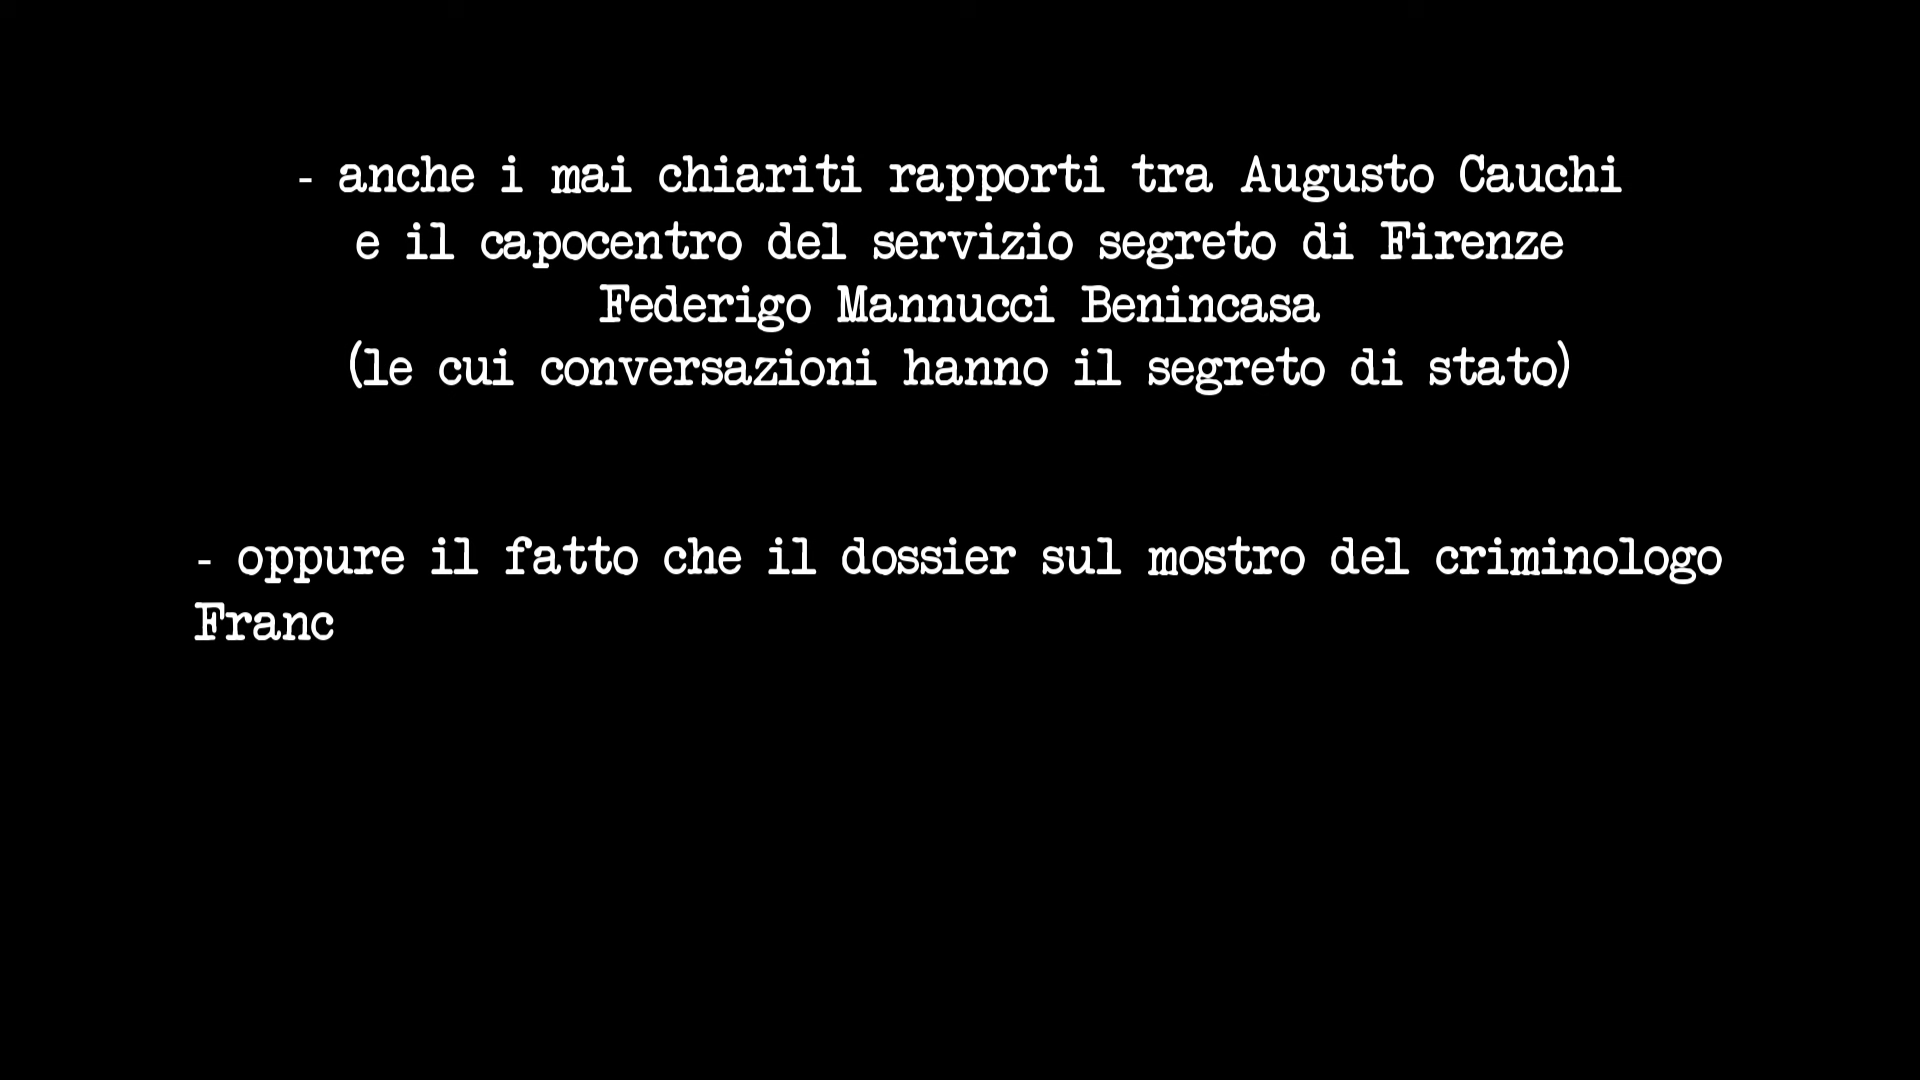 - anche i mai chiariti rapporti tra Augusto Cauchi
e il capocentro del servizio segreto di Firenze
Federigo Mannucci Benincasa
(le cui conversazioni hanno il segreto di stato)
- oppure il fatto che il dossier sul mostro del criminologo
Franc